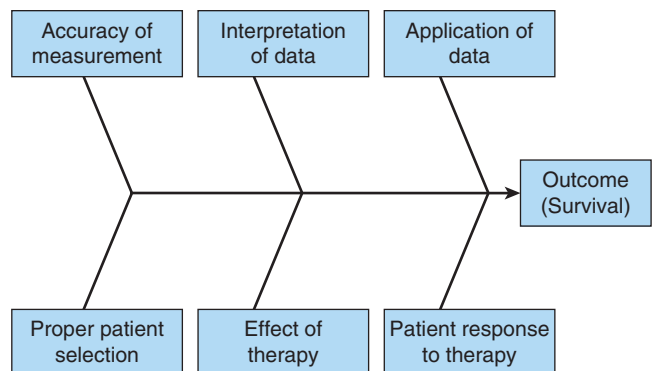 Accuracy of
measurement
Interpretation
of data
Application of
data
Outcome
(Survival)
Proper patient
selection
Effect of
therapy
Patient response
to therapy